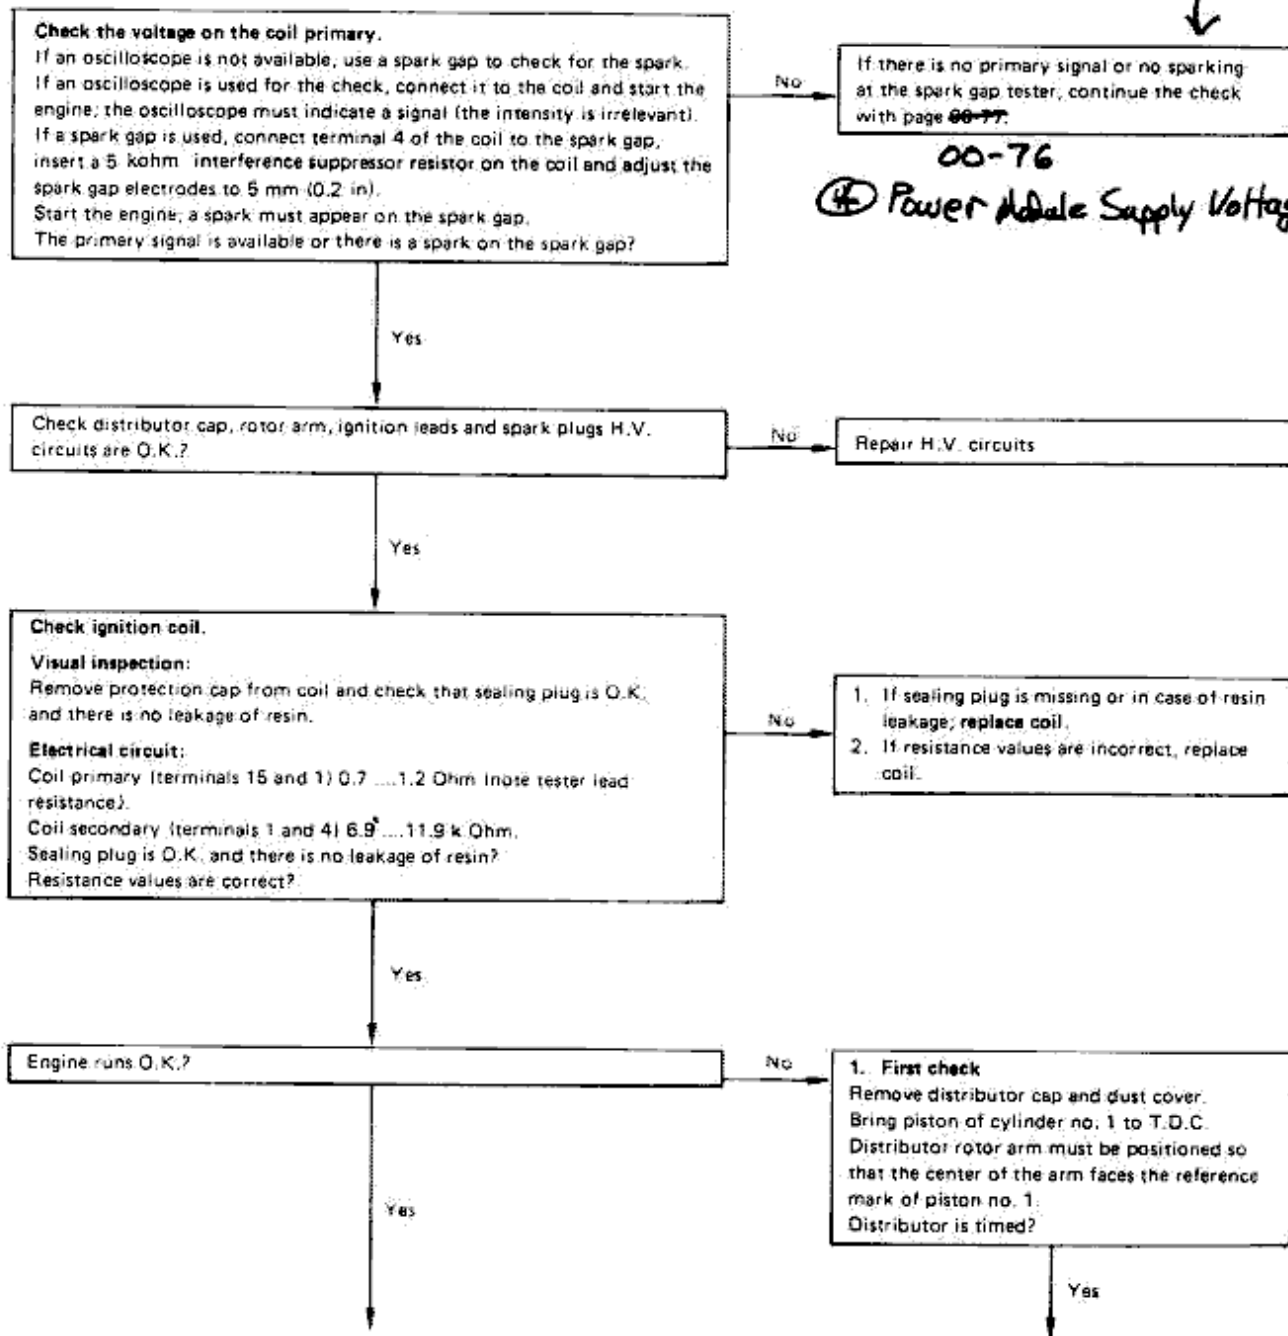 Check the voltage on the coil primary.
If an oscilloscope is not available, use a spark gap to check for the spark.
If an oscilloscope is used for the check, connect it to the coil and start the
engine; the oscilloscope must indicate a signal (the intensity is irrelevant).
If a spark gap is used, connect terminal 4 of the coil to the spark gap,
insert a 5 kohm interference suppressor resistor on the coil and adjust the
spark gap electrodes to 5 mm (0.2 in).
Start the engine; a spark must appear on the spark gap.
The primary signal is available or there is a spark on the spark gap?
No
If there is no primary signal or no sparking
at the spark gap tester, continue the check
with page 00-77.
00-76
Power Module Supply Voltag
Yes
Check distributor cap, rotor arm, ignition leads and spark plugs H.V.
circuits are O.K.?
No
Repair H.V. circuits
Yes
Check ignition coil.
Visual inspection:
Remove protection cap from coil and check that sealing plug is O.K.
and there is no leakage of resin.
Electrical circuit:
Coil primary (terminals 15 and 1) 0.7 ....1.2 Ohm (note tester lead
resistance).
Coil secondary (terminals 1 and 4) 6.9 ....11.9 k Ohm.
Sealing plug is O.K. and there is no leakage of resin?
Resistance values are correct?
No
1. If sealing plug is missing or in case of resin
leakage; replace coil.
2. If resistance values are incorrect, replace
coil.
Yes
Engine runs O.K.?
No
1. First check
Remove distributor cap and dust cover.
Bring piston of cylinder no. 1 to T.D.C.
Distributor rotor arm must be positioned so
that the center of the arm faces the reference
mark of piston no. 1.
Distributor is timed?
Yes
Yes